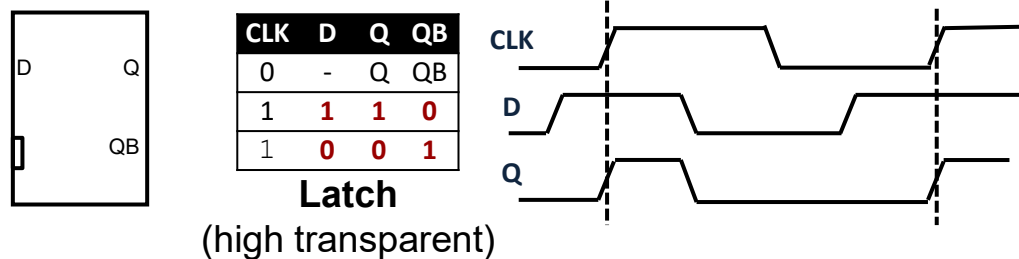 D Q
QB
CLK D Q QB
0 - Q QB
1 1 1 0
1 0 0 1
Latch
(high transparent)
CLK
D
Q